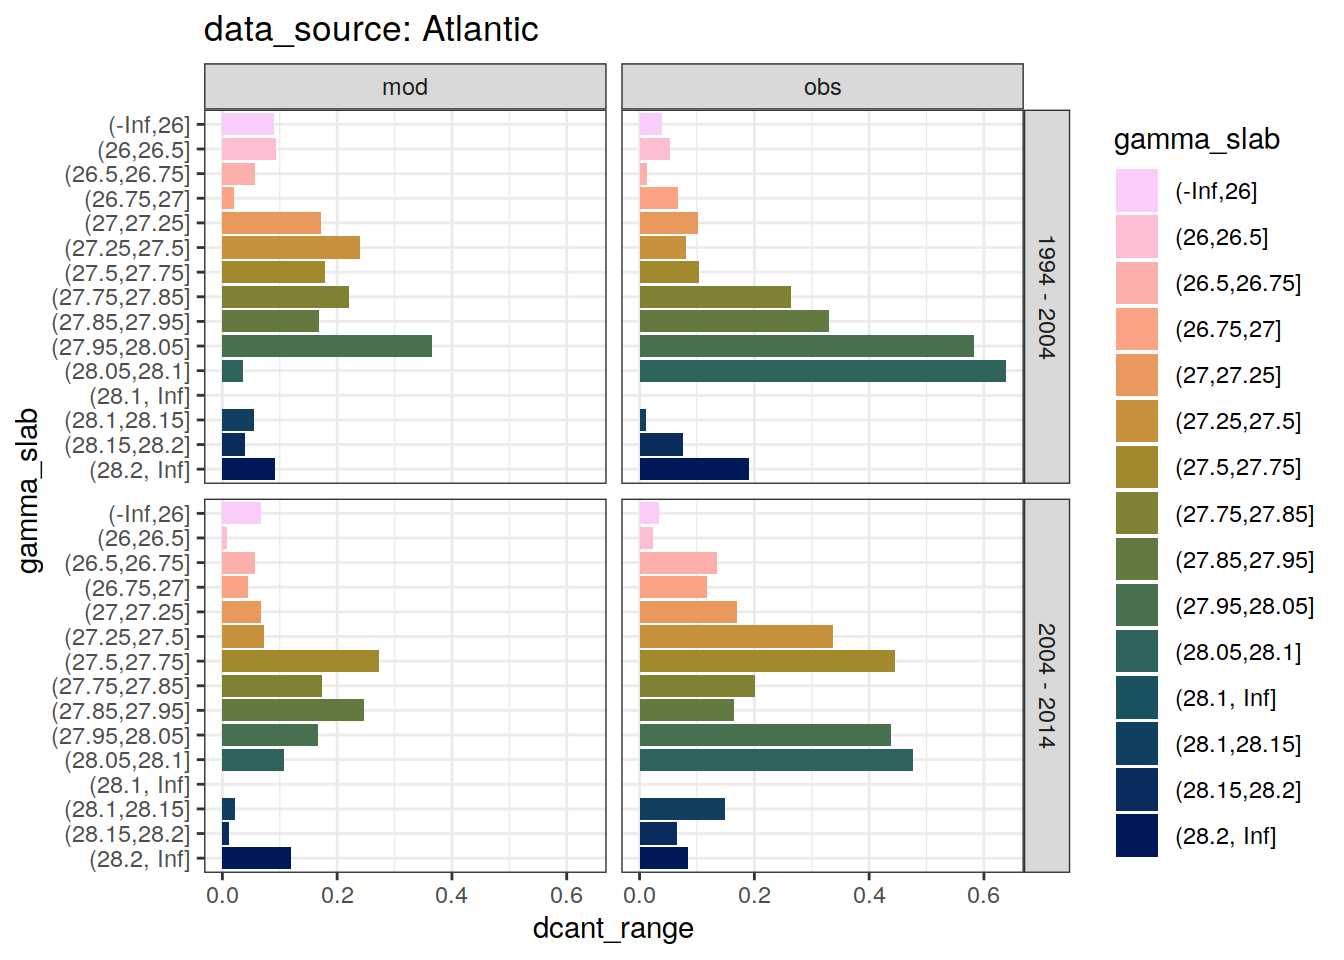 data_source: Atlantic
mod
obs
(-Inf,26]
(26,26.5]
(26.5,26.75]
(26.75,27]
(27,27.25]
(27.25,27.5]
(27.5,27.75]
(27.75,27.85]
(27.85,27.95]
(27.95,28.05]
(28.05,28.1]
(28.1, Inf]
(28.1,28.15]
(28.15,28.2]
(28.2, Inf]
1994 - 2004
(-Inf,26]
(26,26.5]
(26.5,26.75]
(26.75,27]
(27,27.25]
(27.25,27.5]
(27.5,27.75]
(27.75,27.85]
(27.85,27.95]
(27.95,28.05]
(28.05,28.1]
(28.1, Inf]
(28.1,28.15]
(28.15,28.2]
(28.2, Inf]
2004 - 2014
gamma_slab
0.0 0.2 0.4 0.6
0.0 0.2 0.4 0.6
dcant_range
gamma_slab
(-Inf,26]
(26,26.5]
(26.5,26.75]
(26.75,27]
(27,27.25]
(27.25,27.5]
(27.5,27.75]
(27.75,27.85]
(27.85,27.95]
(27.95,28.05]
(28.05,28.1]
(28.1, Inf]
(28.1,28.15]
(28.15,28.2]
(28.2, Inf]